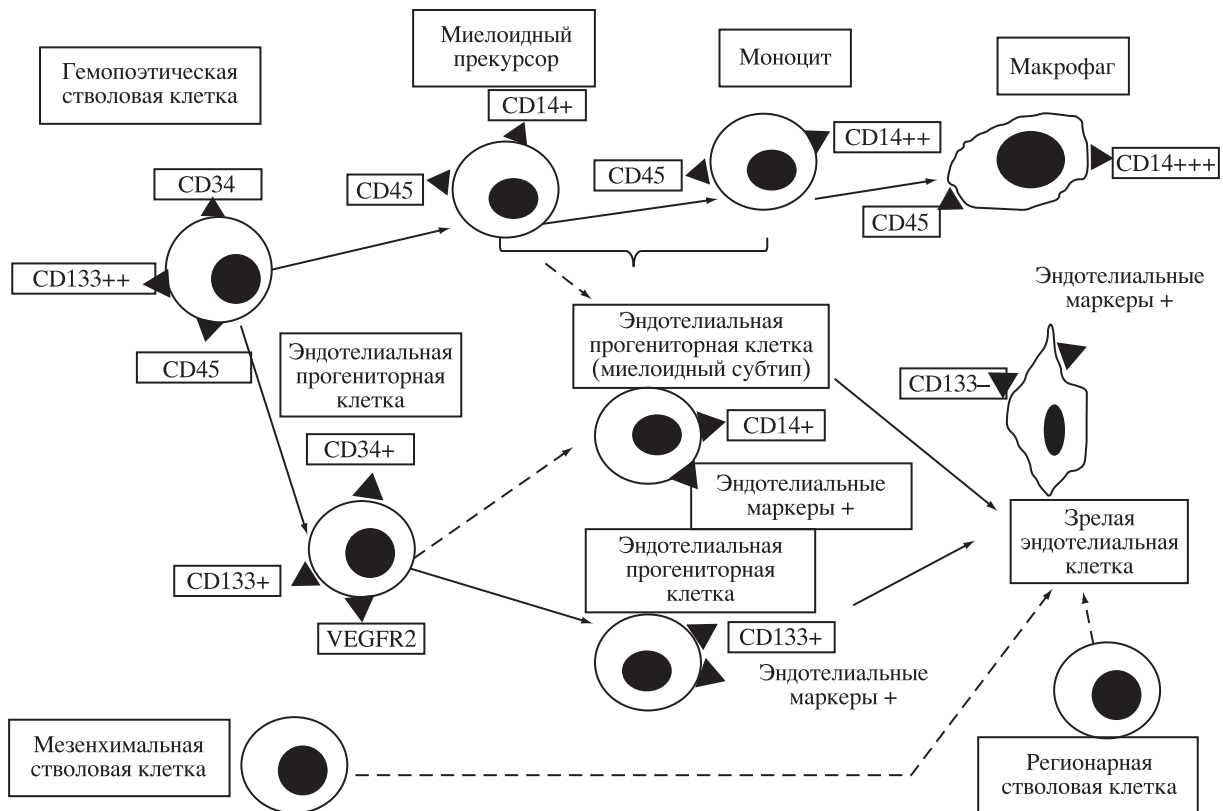 Гемопоэтическая
стволовая клетка
Миелоидный
прекурсор
Моноцит
Макрофаг
CD14+
CD45
CD45
CD14++
CD14+++
CD45
CD34
CD133++
CD45
Эндотелиальная
прогениторная
клетка
Эндотелиальная
прогениторная клетка
(миелоидный субтип)
Эндотелиальные
маркеры +
CD133–
CD14+
Эндотелиальные
маркеры +
CD34+
CD133+
VEGFR2
Эндотелиальная
прогениторная
клетка
CD133+
Эндотелиальные
маркеры +
Зрелая
эндотелиальная
клетка
Мезенхимальная
стволовая клетка
Регионарная
стволовая клетка